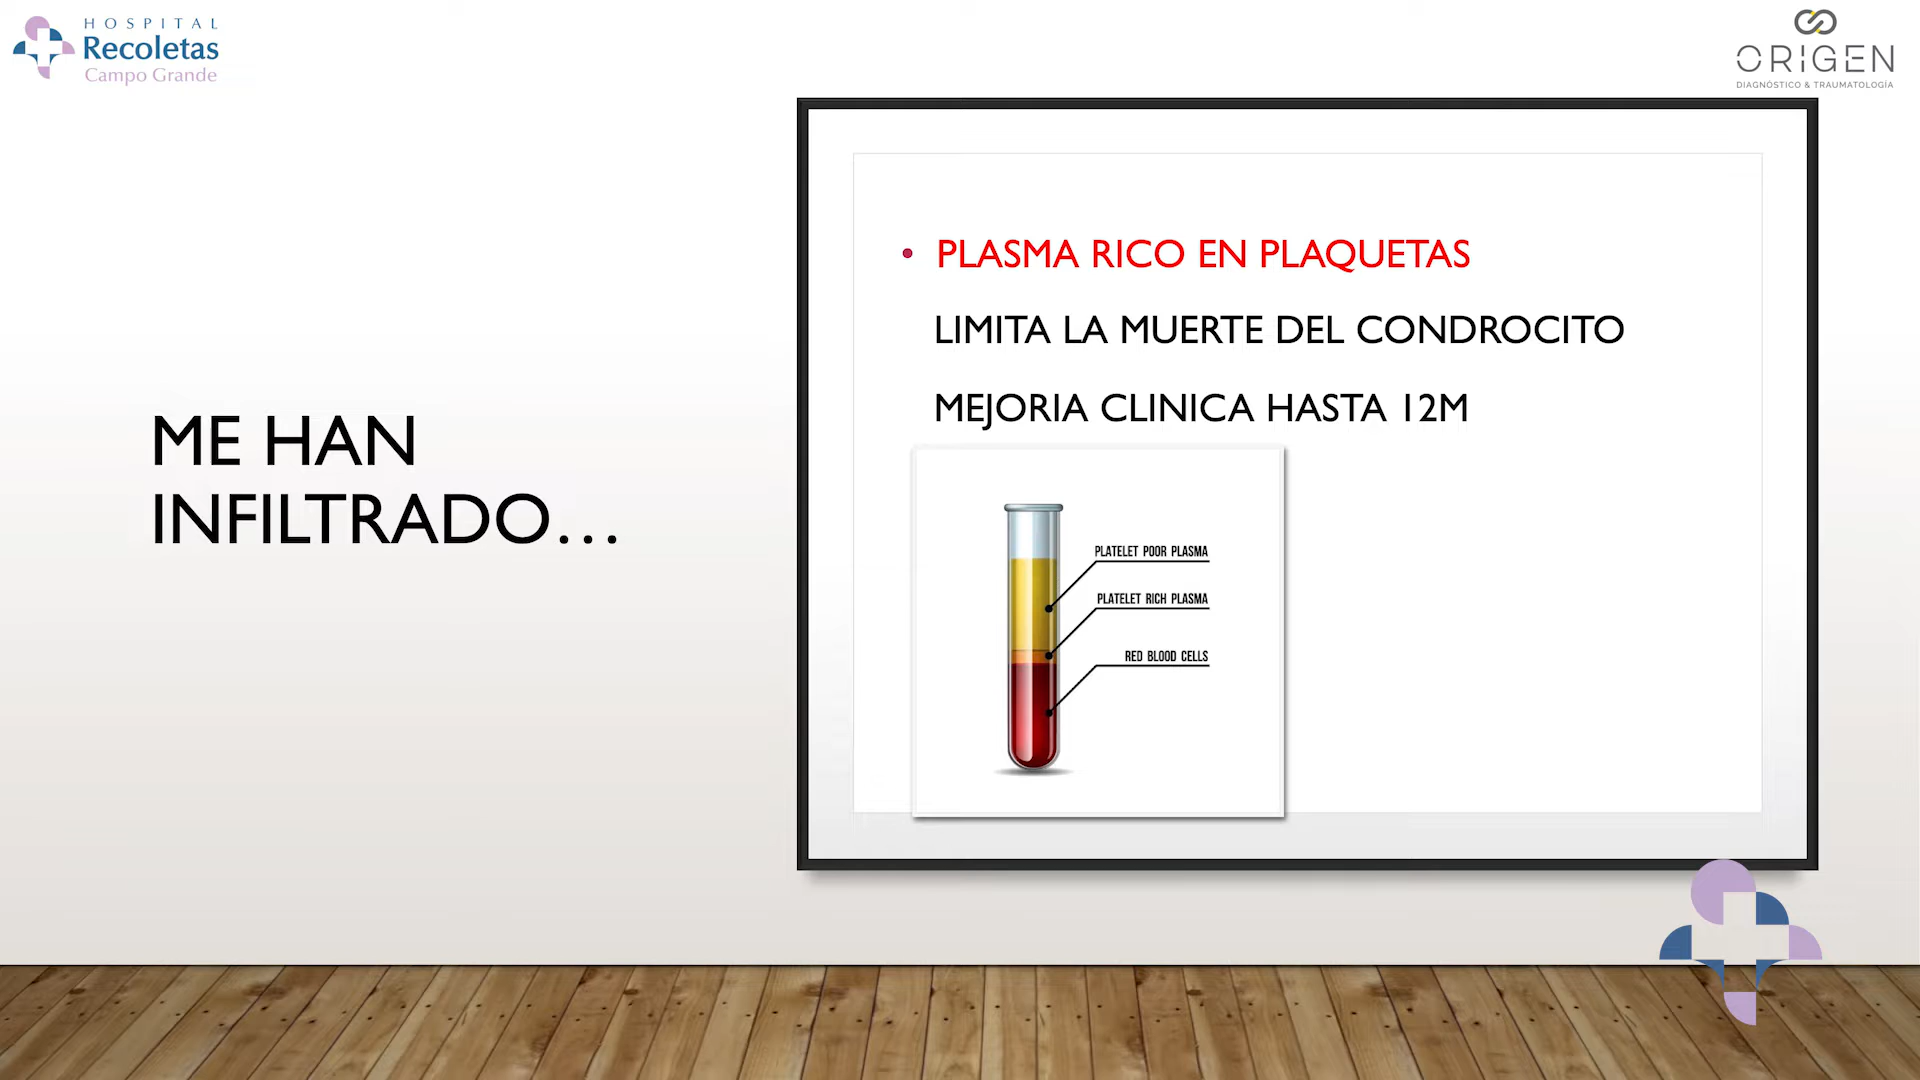 HOSPITAL
Recoletas
Campo Grande
ORIGEN
DIAGNÓSTICO & TRAUMATOLOGÍA
ME HAN
INFILTRADO...
• PLASMA RICO EN PLAQUETAS
LIMITA LA MUERTE DEL CONDROCITO
MEJORIA CLINICA HASTA 12M
PLATELET POOR PLASMA
PLATELET RICH PLASMA
RED BLOOD CELLS